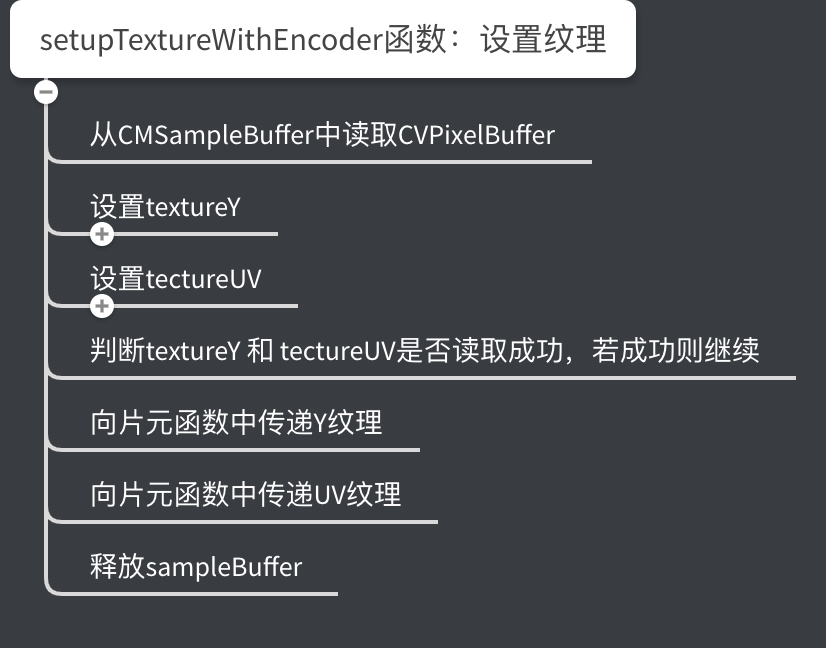 setupTextureWithEncoder函数：设置纹理
从CMSampleBuffer中读取CVPixelBuffer
设置textureY
设置tectureUV
判断textureY 和 tectureUV是否读取成功，若成功则继续
向片元函数中传递Y纹理
向片元函数中传递UV纹理
释放sampleBuffer